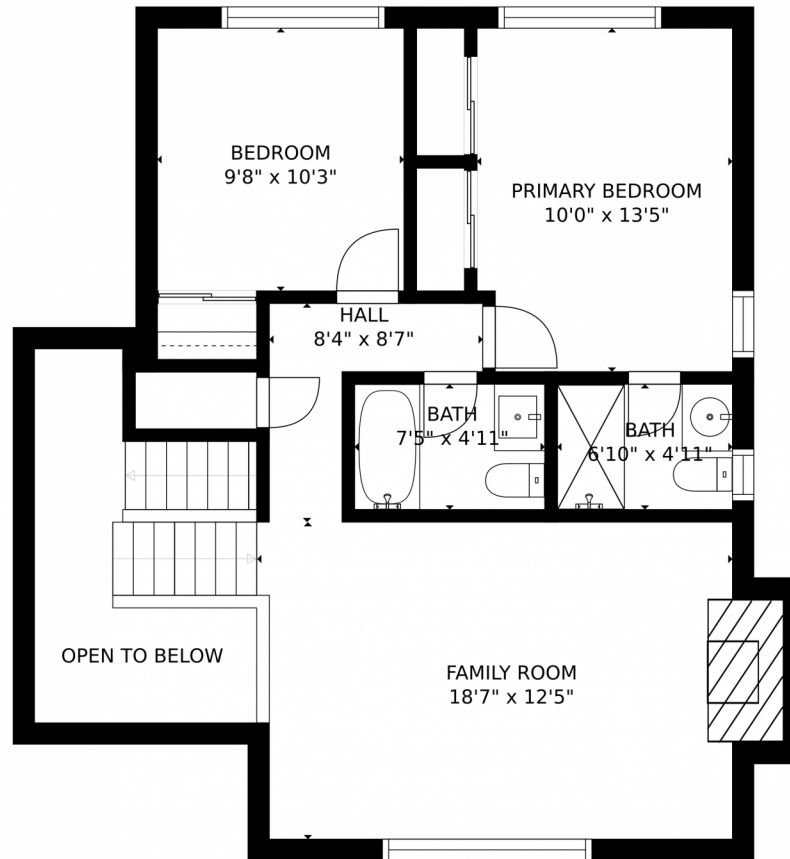 BEDROOM
9'8" x 10'3"
PRIMARY BEDROOM
10'0" x 13'5"
HALL
8'4" x 8'7"
BATH
7'5" x 4'11"
BATH
6'10" x 4'11"
OPEN TO BELOW
FAMILY ROOM
18'7" x 12'5"